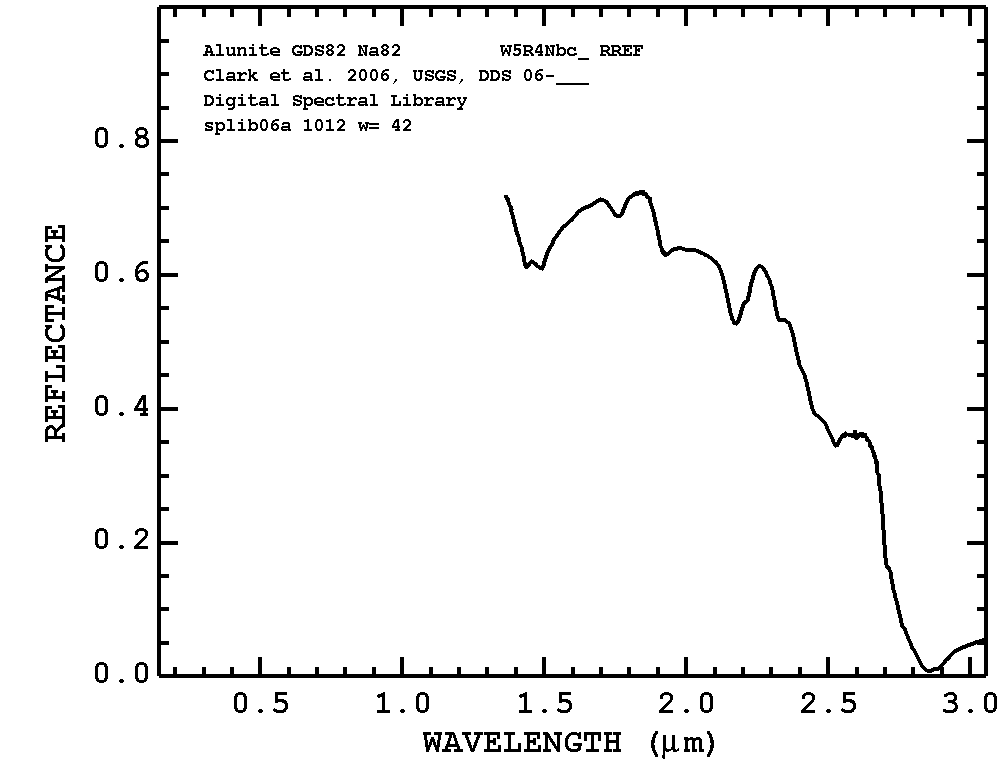 Alunite GDS82 Na82 W5R4Nbc_ RREF
Clark et al. 2006, USGS, DDS 06-___
Digital Spectral Library
splib06a 1012 w= 42
0.8
0.6
0.4
0.2
0.0
REFLECTANCE
0.5 1.0 1.5 2.0 2.5 3.0
WAVELENGTH (μm)